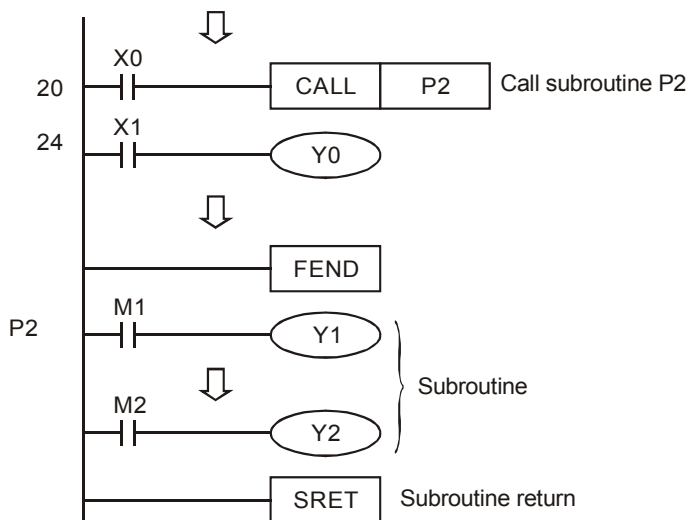 X0
20 CALL P2 Call subroutine P2
X1
24 Y0
FEND
M1
P2 Y1
Subroutine
M2
Y2
SRET Subroutine return